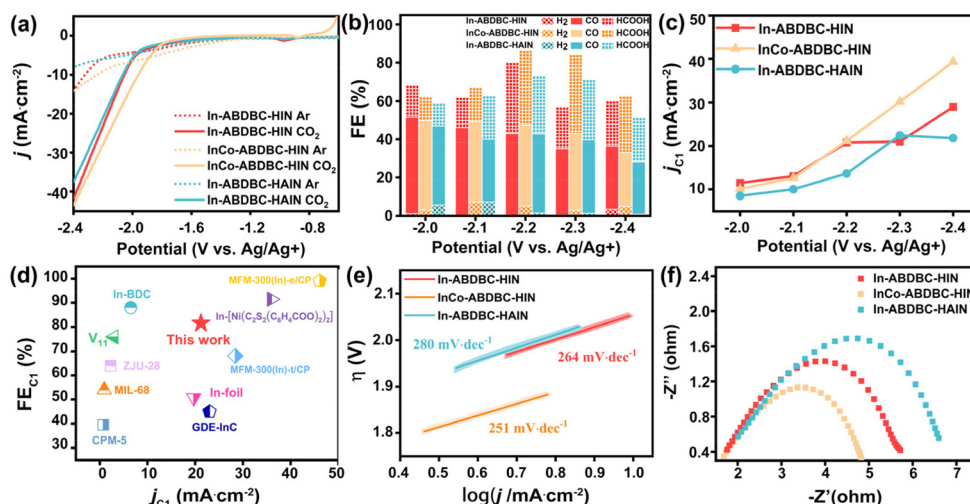 (a)
j (mA·cm⁻²)
0
-10
-20
-30
-40
In-ABDBC-HIN Ar
In-ABDBC-HIN CO₂
InCo-ABDBC-HIN Ar
InCo-ABDBC-HIN CO₂
In-ABDBC-HAIN Ar
In-ABDBC-HAIN CO₂
-2.4 -2.0 -1.6 -1.2 -0.8
Potential (V vs. Ag/Ag+)
(b)
In-ABDBC-HIN H₂ CO HCOOH
InCo-ABDBC-HIN H₂ CO HCOOH
In-ABDBC-HAIN H₂ CO HCOOH
FE (%)
100
80
60
40
20
0
-2.0 -2.1 -2.2 -2.3 -2.4
Potential (V vs. Ag/Ag+)
(c)
In-ABDBC-HIN
InCo-ABDBC-HIN
In-ABDBC-HAIN
j_C1 (mA·cm⁻²)
50
40
30
20
10
-2.0 -2.1 -2.2 -2.3 -2.4
Potential (V vs. Ag/Ag+)
(d)
FE_C1 (%)
100
90
80
70
60
50
40
30
MFM-300(In)-e/CP
In-BDC
In-[Ni(C₂S₂(C₆H₄COO)₂)₂]
V₁₁
This work
ZJU-28
MFM-300(In)-t/CP
MIL-68
In-foil
GDE-InC
CPM-5
0 10 20 30 40 50
j_C1 (mA·cm⁻²)
(e)
In-ABDBC-HIN
InCo-ABDBC-HIN
In-ABDBC-HAIN
η (V)
2.1
2.0
1.9
1.8
280 mV·dec⁻¹
264 mV·dec⁻¹
251 mV·dec⁻¹
0.4 0.5 0.6 0.7 0.8 0.9 1.0
log(j /mA·cm⁻²)
(f)
In-ABDBC-HIN
InCo-ABDBC-HIN
In-ABDBC-HAIN
-Z'' (ohm)
2.4
2.0
1.6
1.2
0.8
0.4
2 3 4 5 6 7
-Z'(ohm)